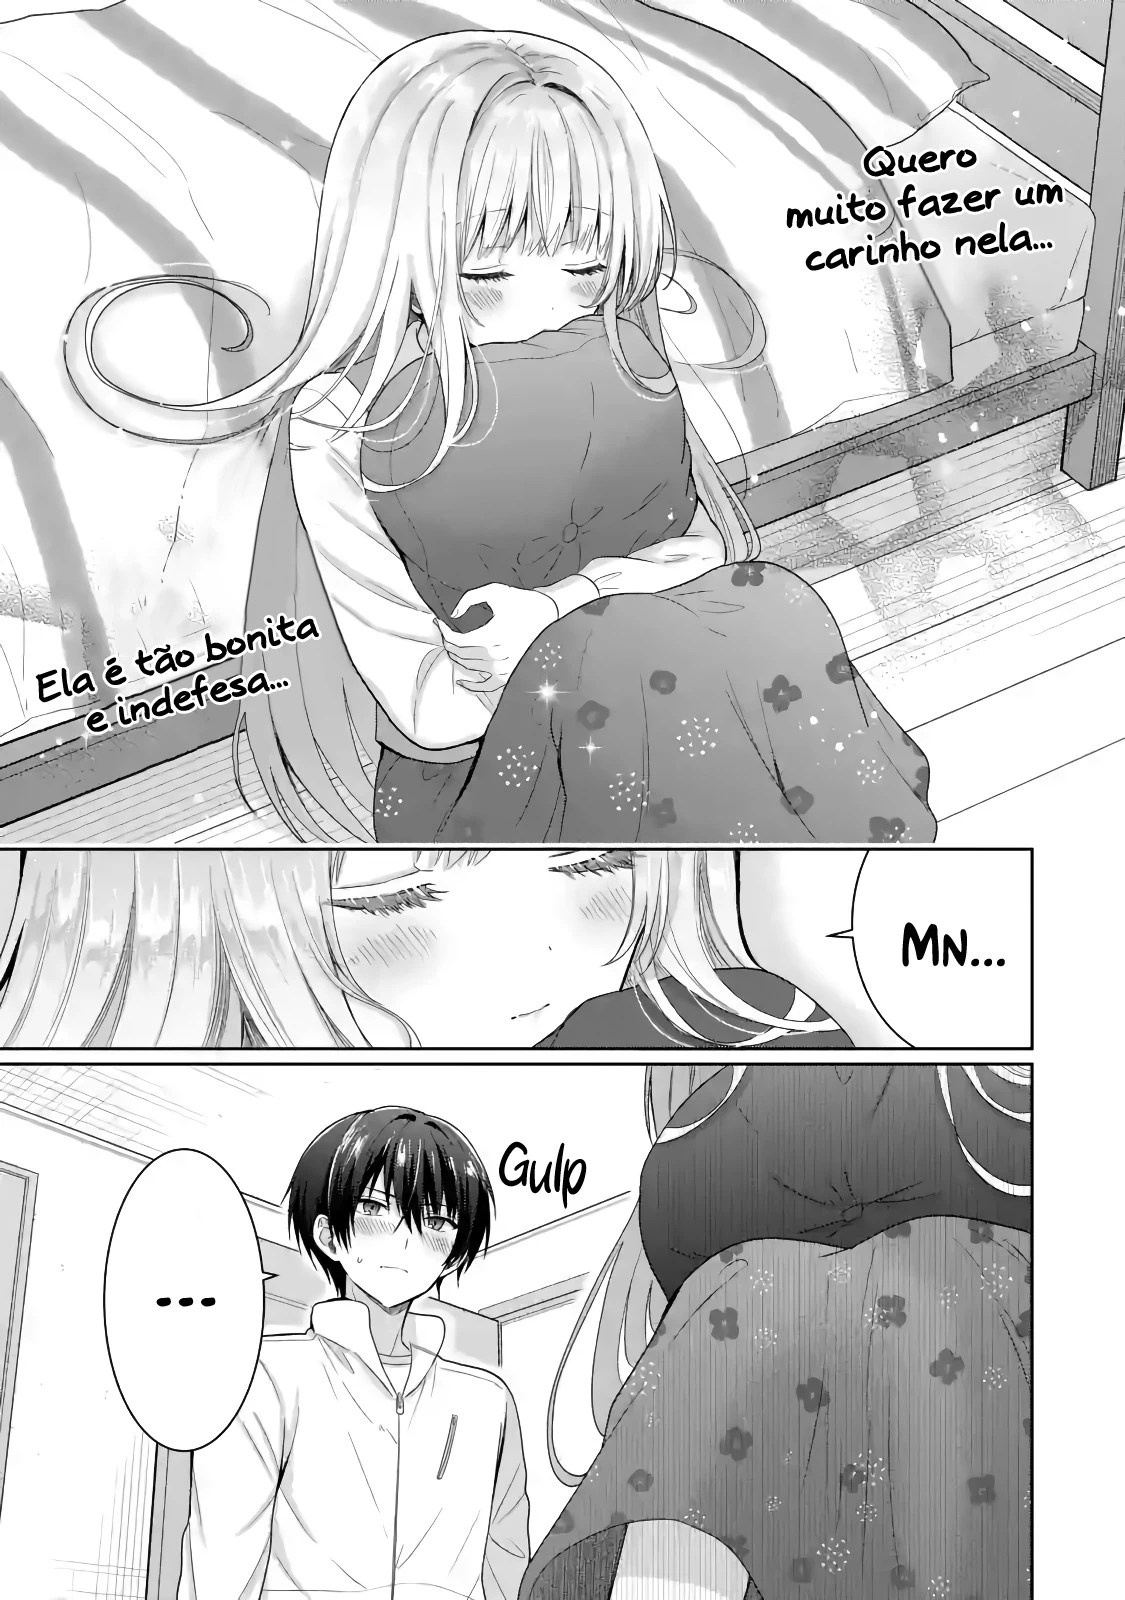 Quero
muito fazer um
carinho nela...
Ela é tão bonita
e indefesa...
Mn...
Gulp
...